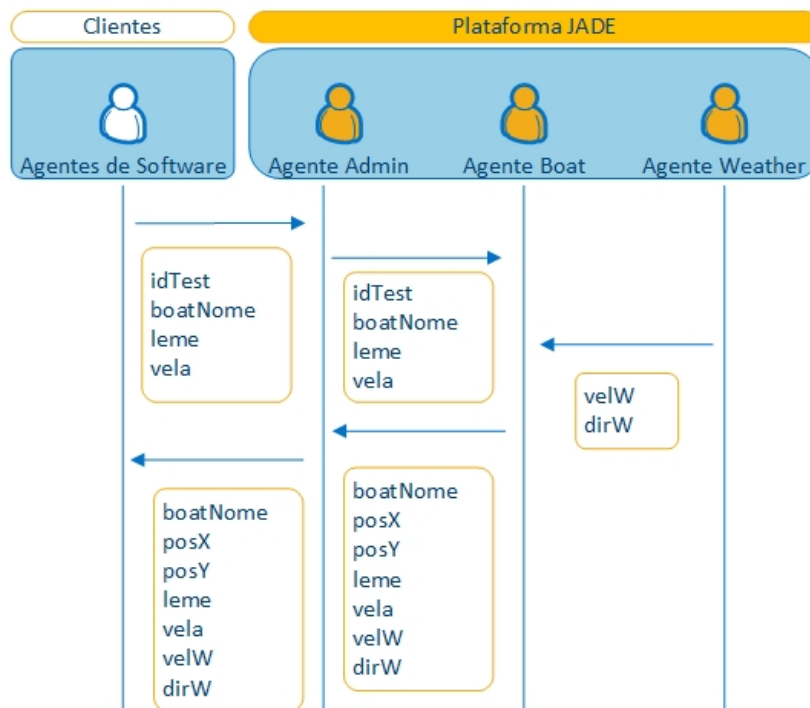 Clientes
Plataforma JADE
Agentes de Software
Agente Admin
Agente Boat
Agente Weather
idTest
boatNome
leme
vela
idTest
boatNome
leme
vela
velW
dirW
boatNome
posX
posY
leme
vela
velW
dirW
boatNome
posX
posY
leme
vela
velW
dirW